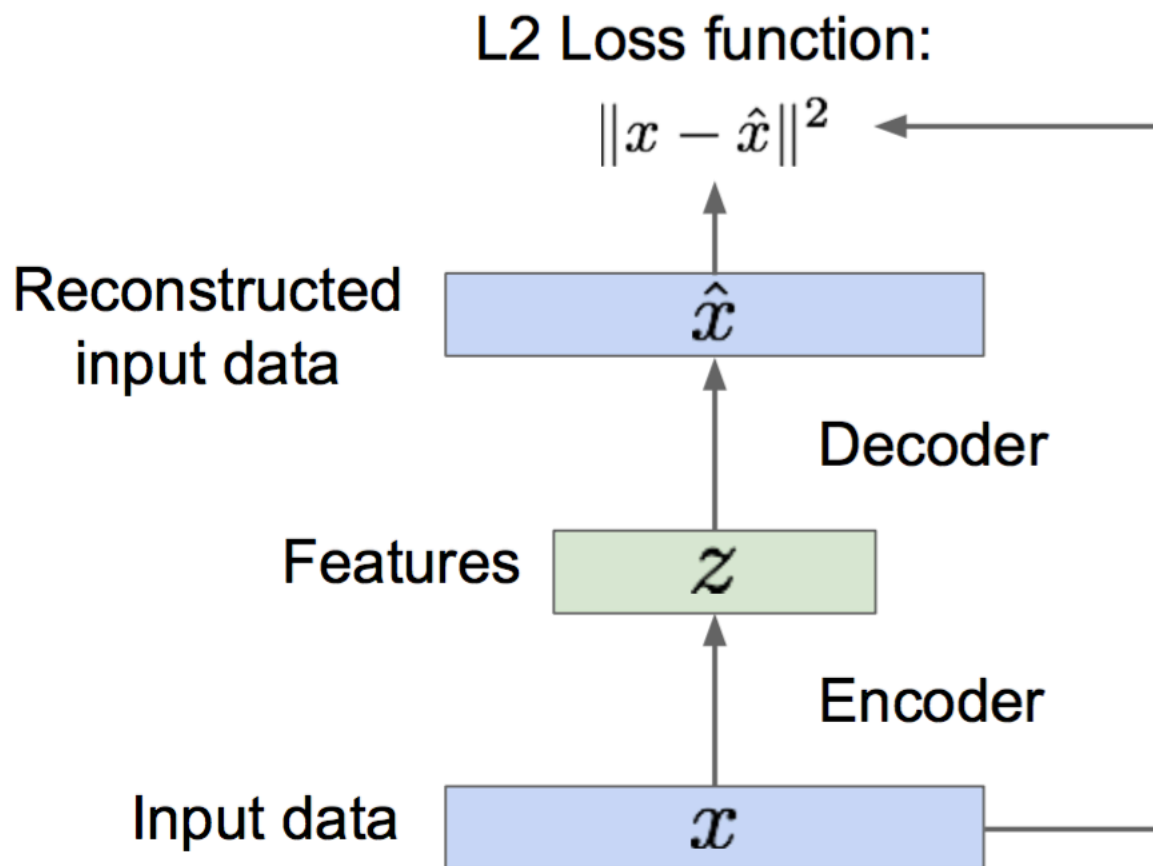 L2 Loss function:
‖x − x̂‖²
Reconstructed
input data
x̂
Decoder
Features
z
Encoder
Input data
x